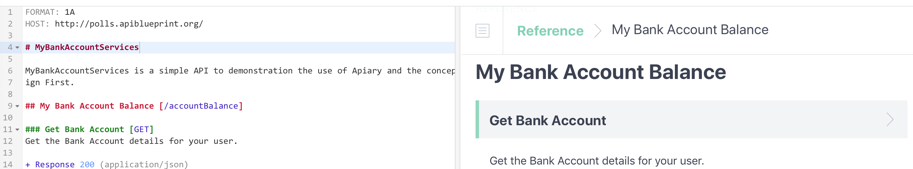 1 FORMAT: 1A
2 HOST: http://polls.apiblueprint.org/
3
4 # MyBankAccountServices
5
6 MyBankAccountServices is a simple API to demonstration the use of Apiary and the concep
7 ign First.
8
9 ## My Bank Account Balance [/accountBalance]
10
11 ### Get Bank Account [GET]
12 Get the Bank Account details for your user.
13
14 + Response 200 (application/json)
Reference My Bank Account Balance
My Bank Account Balance
Get Bank Account
Get the Bank Account details for your user.